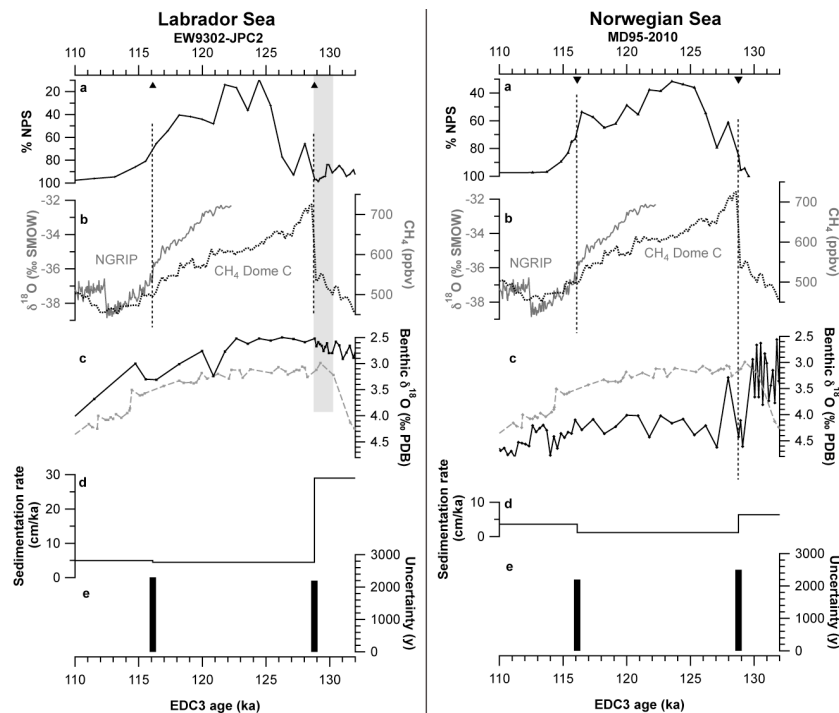 Labrador Sea
EW9302-JPC2
110 115 120 125 130
a
% NPS
20
40
60
80
100
b
δ18O (‰ SMOW)
-32
-34
-36
-38
NGRIP
CH4 Dome C
CH4 (ppbv)
700
600
500
c
Benthic δ18O (‰ PDB)
2.5
3.0
3.5
4.0
4.5
d
Sedimentation rate
(cm/ka)
30
20
10
0
e
Uncertainty (y)
3000
2000
1000
0
110 115 120 125 130
EDC3 age (ka)
Norwegian Sea
MD95-2010
110 115 120 125 130
a
% NPS
20
40
60
80
100
b
δ18O (‰ SMOW)
-32
-34
-36
-38
NGRIP
CH4 Dome C
CH4 (ppbv)
700
600
500
c
Benthic δ18O (‰ PDB)
2.5
3.0
3.5
4.0
4.5
d
Sedimentation rate
(cm/ka)
10
0
e
Uncertainty (y)
3000
2000
1000
0
110 115 120 125 130
EDC3 age (ka)